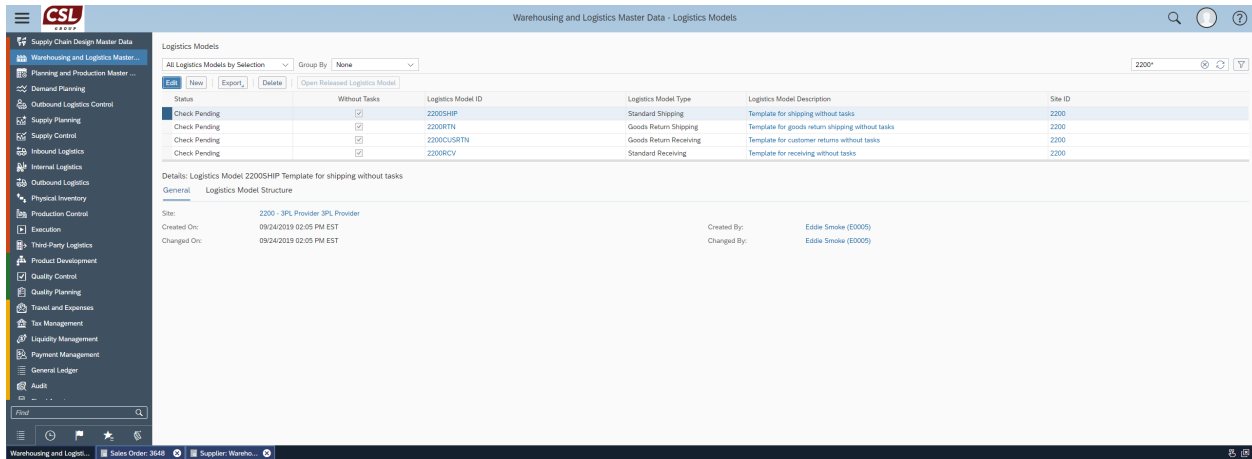 CSL
GROUP
Warehousing and Logistics Master Data - Logistics Models
Supply Chain Design Master Data
Warehousing and Logistics Master...
Planning and Production Master ...
Demand Planning
Outbound Logistics Control
Supply Planning
Supply Control
Inbound Logistics
Internal Logistics
Outbound Logistics
Physical Inventory
Production Control
Execution
Third-Party Logistics
Product Development
Quality Control
Quality Planning
Travel and Expenses
Tax Management
Liquidity Management
Payment Management
General Ledger
Audit
Find
Logistics Models
All Logistics Models by Selection Group By None 2200*
Edit New Export Delete Open Released Logistics Model
Status Without Tasks Logistics Model ID Logistics Model Type Logistics Model Description Site ID
Check Pending 2200SHIP Standard Shipping Template for shipping without tasks 2200
Check Pending 2200RTN Goods Return Shipping Template for goods return shipping without tasks 2200
Check Pending 2200CUSRTN Goods Return Receiving Template for customer returns without tasks 2200
Check Pending 2200RCV Standard Receiving Template for receiving without tasks 2200
Details: Logistics Model 2200SHIP Template for shipping without tasks
General Logistics Model Structure
Site: 2200 - 3PL Provider 3PL Provider
Created On: 09/24/2019 02:05 PM EST Created By: Eddie Smoke (E0005)
Changed On: 09/24/2019 02:05 PM EST Changed By: Eddie Smoke (E0005)
Warehousing and Logisti... Sales Order: 3648 Supplier: Wareho...